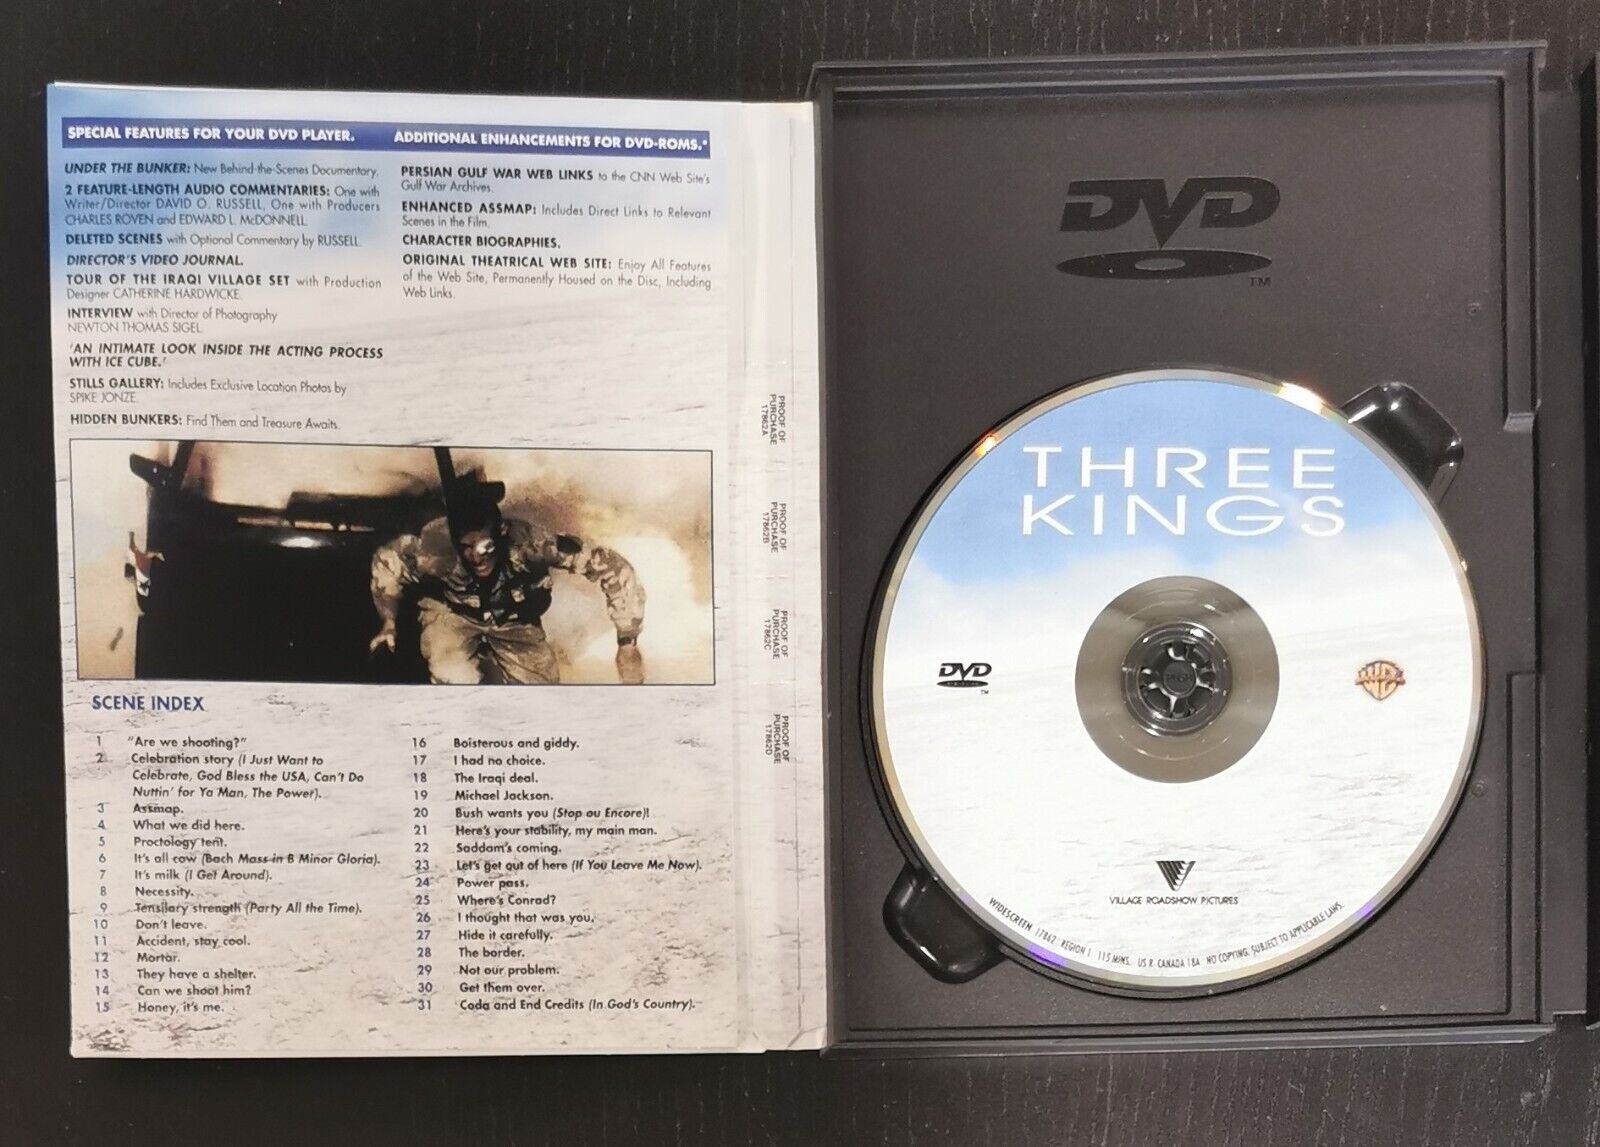 SPECIAL FEATURES FOR YOUR DVD PLAYER.
UNDER THE BUNKER: New Behind-the-Scenes Documentary.
2 FEATURE-LENGTH AUDIO COMMENTARIES: One with
Writer/Director DAVID O. RUSSELL, One with Producers
CHARLES ROVEN and EDWARD L. McDONNELL.
DELETED SCENES with Optional Commentary by RUSSELL.
DIRECTOR'S VIDEO JOURNAL.
TOUR OF THE IRAQI VILLAGE SET with Production
Designer CATHERINE HARDWICKE.
INTERVIEW with Director of Photography
NEWTON THOMAS SIGEL.
'AN INTIMATE LOOK INSIDE THE ACTING PROCESS
WITH ICE CUBE.'
STILLS GALLERY: Includes Exclusive Location Photos by
SPIKE JONZE.
HIDDEN BUNKERS: Find Them and Treasure Awaits.
ADDITIONAL ENHANCEMENTS FOR DVD-ROMS.*
PERSIAN GULF WAR WEB LINKS to the CNN Web Site's
Gulf War Archives.
ENHANCED ASSMAP: Includes Direct Links to Relevant
Scenes in the Film.
CHARACTER BIOGRAPHIES.
ORIGINAL THEATRICAL WEB SITE: Enjoy All Features
of the Web Site, Permanently Housed on the Disc, Including
Web Links.
SCENE INDEX
1 "Are we shooting?"
2 Celebration story (I Just Want to
Celebrate, God Bless the USA, Can't Do
Nuttin' for Ya Man, The Power).
3 Assmap.
4 What we did here.
5 Proctology tent.
6 It's all cow (Bach Mass in B Minor Gloria).
7 It's milk (I Get Around).
8 Necessity.
9 Tensilary strength (Party All the Time).
10 Don't leave.
11 Accident, stay cool.
12 Mortar.
13 They have a shelter.
14 Can we shoot him?
15 Honey, it's me.
16 Boisterous and giddy.
17 I had no choice.
18 The Iraqi deal.
19 Michael Jackson.
20 Bush wants you (Stop ou Encore)!
21 Here's your stability, my main man.
22 Saddam's coming.
23 Let's get out of here (If You Leave Me Now).
24 Power pass.
25 Where's Conrad?
26 I thought that was you.
27 Hide it carefully.
28 The border.
29 Not our problem.
30 Get them over.
31 Coda and End Credits (In God's Country).
PROOF OF
PURCHASE
17862A
PROOF OF
PURCHASE
17862B
PROOF OF
PURCHASE
17862C
PROOF OF
PURCHASE
17862D
DVD
TM
THREE
KINGS
DVD
TM
WB
PUSH
VILLAGE ROADSHOW PICTURES
WIDESCREEN 17862 REGION 1 115 MINS. US R CANADA 18A NO COPYING. SUBJECT TO APPLICABLE LAWS.